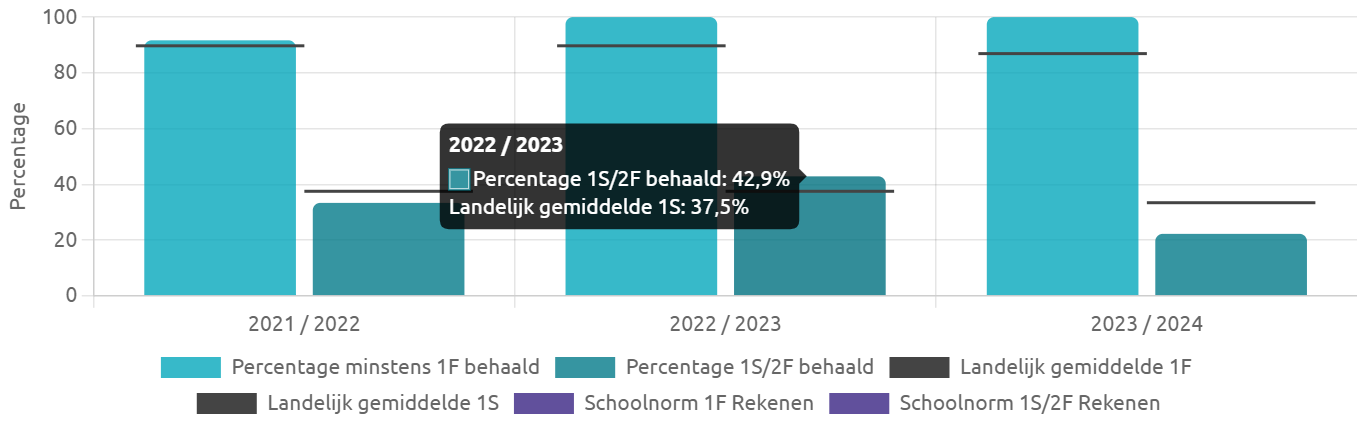 100
80
60
40
20
0
Percentage
2022 / 2023
Percentage 1S/2F behaald: 42,9%
Landelijk gemiddelde 1S: 37,5%
2021 / 2022
2022 / 2023
2023 / 2024
Percentage minstens 1F behaald
Percentage 1S/2F behaald
Landelijk gemiddelde 1F
Landelijk gemiddelde 1S
Schoolnorm 1F Rekenen
Schoolnorm 1S/2F Rekenen